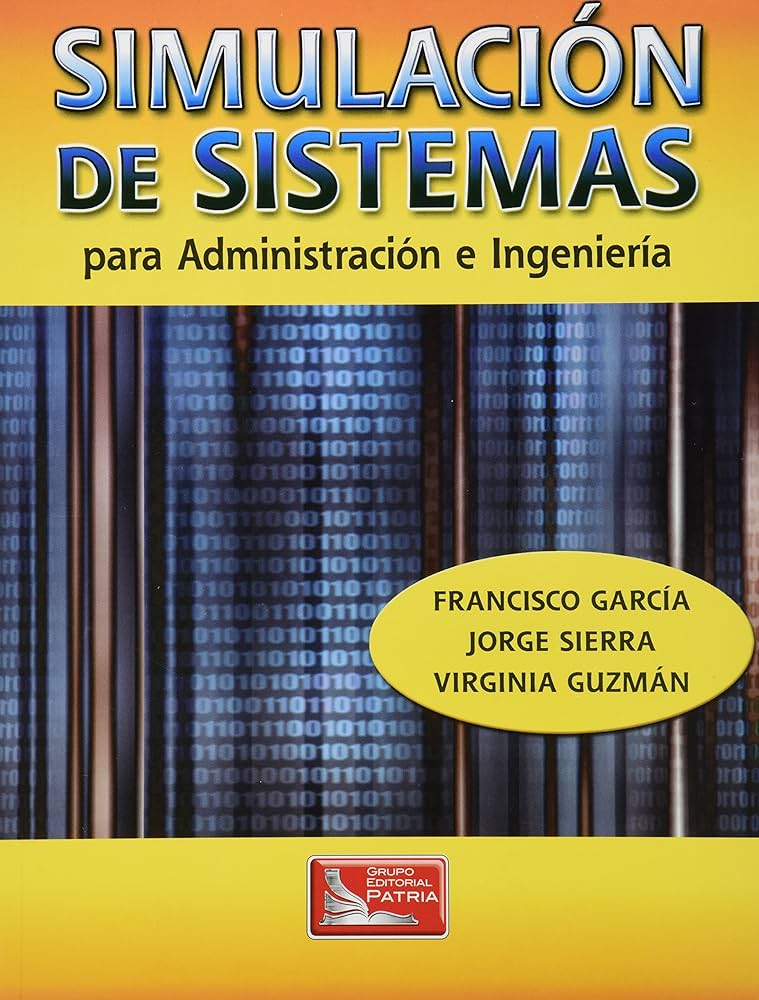 SIMULACIÓN
DE SISTEMAS
para Administración e Ingeniería
FRANCISCO GARCÍA
JORGE SIERRA
VIRGINIA GUZMÁN
GRUPO
EDITORIAL
PATRIA